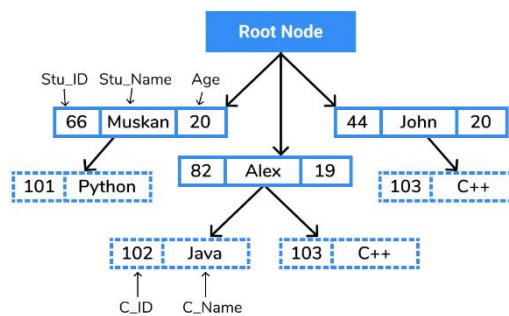 Root Node
Stu_ID Stu_Name Age
66 Muskan 20
44 John 20
82 Alex 19
101 Python
103 C++
102 Java
103 C++
C_ID C_Name